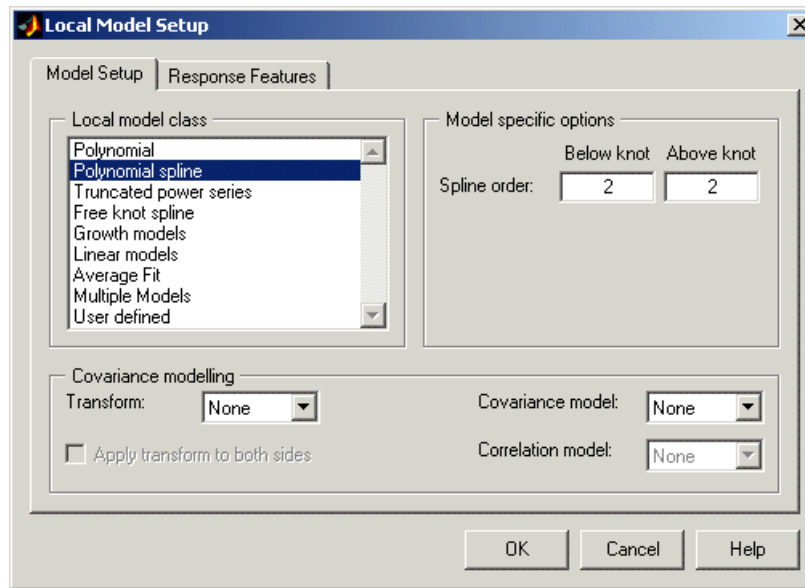 Local Model Setup
Model Setup
Response Features
Local model class
Polynomial
Polynomial spline
Truncated power series
Free knot spline
Growth models
Linear models
Average Fit
Multiple Models
User defined
Model specific options
Below knot Above knot
Spline order: 2 2
Covariance modelling
Transform: None
Apply transform to both sides
Covariance model: None
Correlation model: None
OK Cancel Help